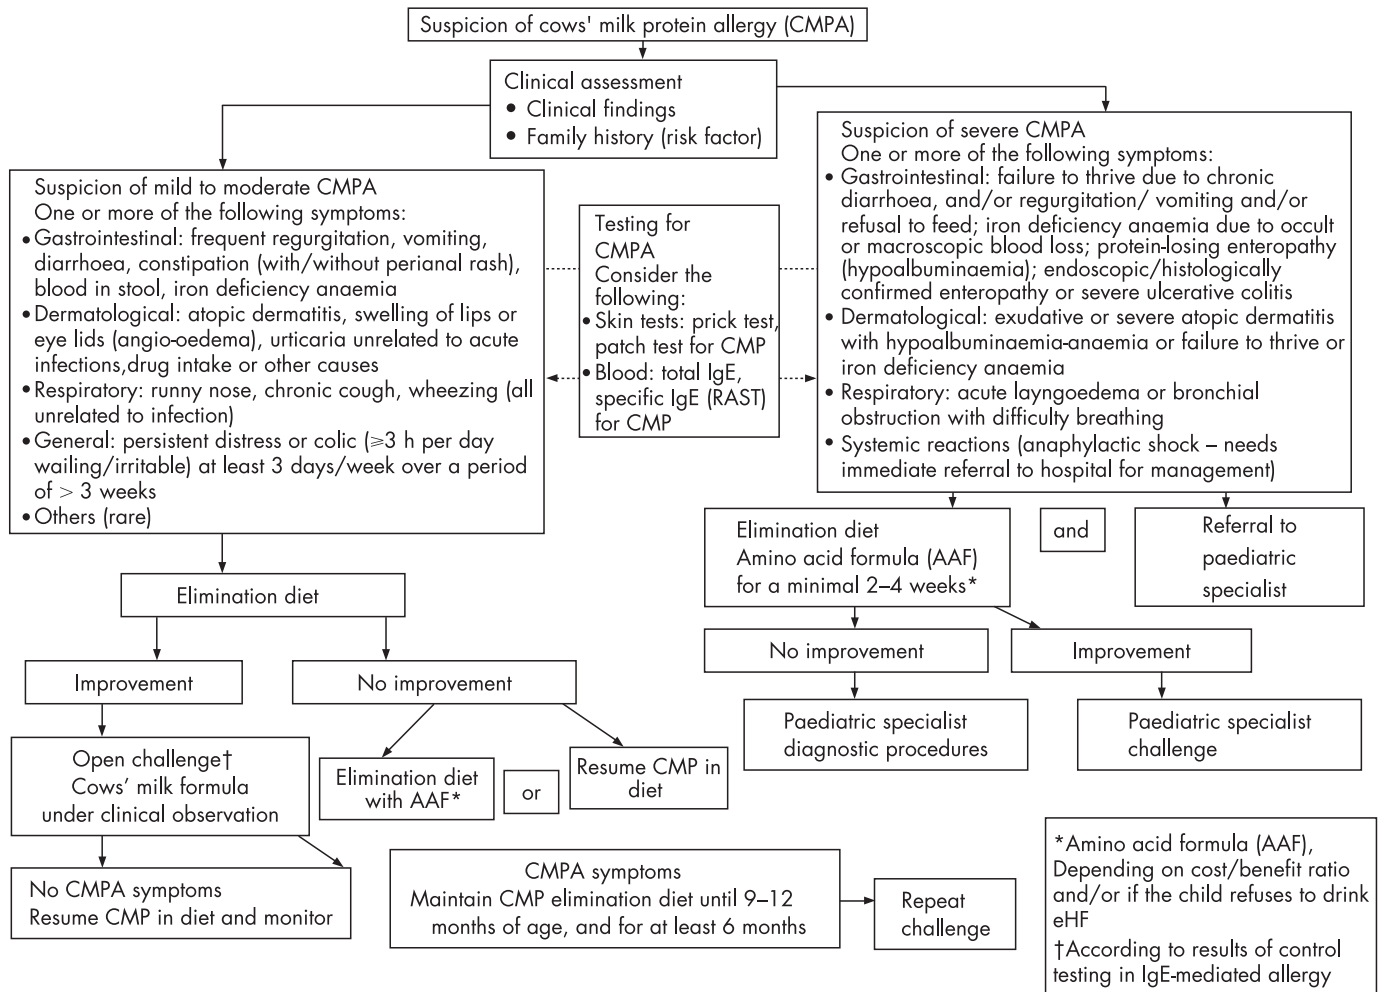 Suspicion of cows' milk protein allergy (CMPA)
Clinical assessment
• Clinical findings
• Family history (risk factor)
Suspicion of mild to moderate CMPA
One or more of the following symptoms:
• Gastrointestinal: frequent regurgitation, vomiting,
diarrhoea, constipation (with/without perianal rash),
blood in stool, iron deficiency anaemia
• Dermatological: atopic dermatitis, swelling of lips or
eye lids (angio-oedema), urticaria unrelated to acute
infections,drug intake or other causes
• Respiratory: runny nose, chronic cough, wheezing (all
unrelated to infection)
• General: persistent distress or colic (⩾3 h per day
wailing/irritable) at least 3 days/week over a period
of > 3 weeks
• Others (rare)
Testing for
CMPA
Consider the
following:
• Skin tests: prick test,
patch test for CMP
• Blood: total IgE,
specific IgE (RAST)
for CMP
Suspicion of severe CMPA
One or more of the following symptoms:
• Gastrointestinal: failure to thrive due to chronic
diarrhoea, and/or regurgitation/ vomiting and/or
refusal to feed; iron deficiency anaemia due to occult
or macroscopic blood loss; protein-losing enteropathy
(hypoalbuminaemia); endoscopic/histologically
confirmed enteropathy or severe ulcerative colitis
• Dermatological: exudative or severe atopic dermatitis
with hypoalbuminaemia-anaemia or failure to thrive or
iron deficiency anaemia
• Respiratory: acute layngoedema or bronchial
obstruction with difficulty breathing
• Systemic reactions (anaphylactic shock – needs
immediate referral to hospital for management)
Elimination diet
Amino acid formula (AAF)
for a minimal 2–4 weeks*
and
Referral to
paediatric
specialist
Elimination diet
No improvement
Improvement
Improvement
No improvement
Paediatric specialist
diagnostic procedures
Paediatric specialist
challenge
Open challenge†
Cows' milk formula
under clinical observation
Elimination diet
with AAF*
or
Resume CMP in
diet
No CMPA symptoms
Resume CMP in diet and monitor
CMPA symptoms
Maintain CMP elimination diet until 9–12
months of age, and for at least 6 months
Repeat
challenge
*Amino acid formula (AAF),
Depending on cost/benefit ratio
and/or if the child refuses to drink
eHF
†According to results of control
testing in IgE-mediated allergy